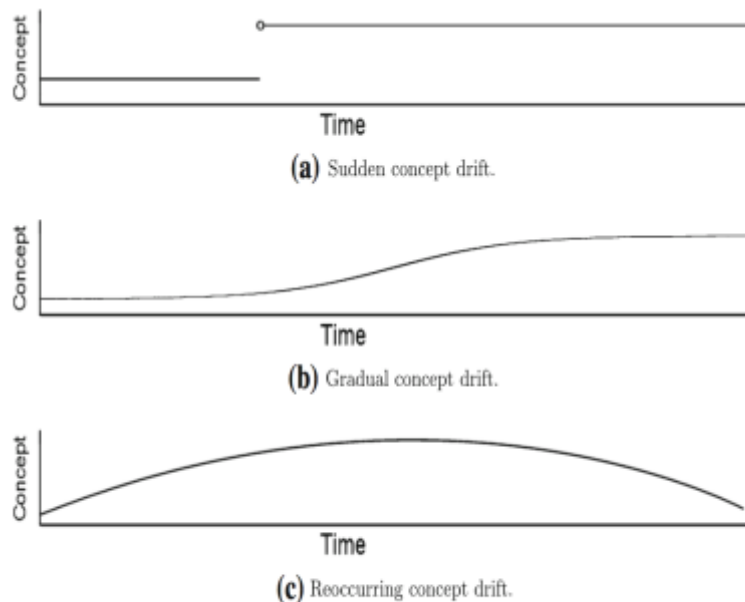 Concept
Time
(a) Sudden concept drift.
Concept
Time
(b) Gradual concept drift.
Concept
Time
(c) Reoccurring concept drift.